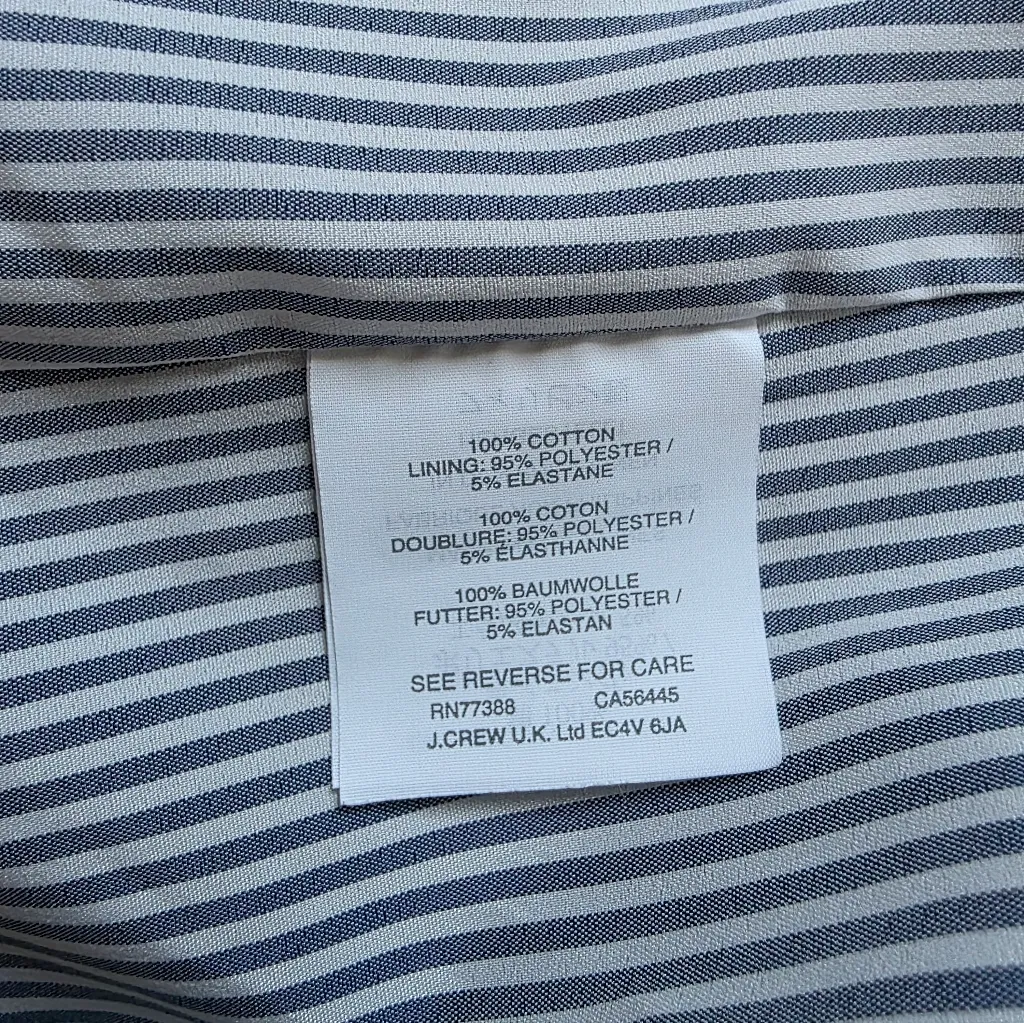 100% COTTON
LINING: 95% POLYESTER /
5% ELASTANE
100% COTON
DOUBLURE: 95% POLYESTER /
5% ÉLASTHANNE
100% BAUMWOLLE
FUTTER: 95% POLYESTER /
5% ELASTAN
SEE REVERSE FOR CARE
RN77388 CA56445
J.CREW U.K. Ltd EC4V 6JA